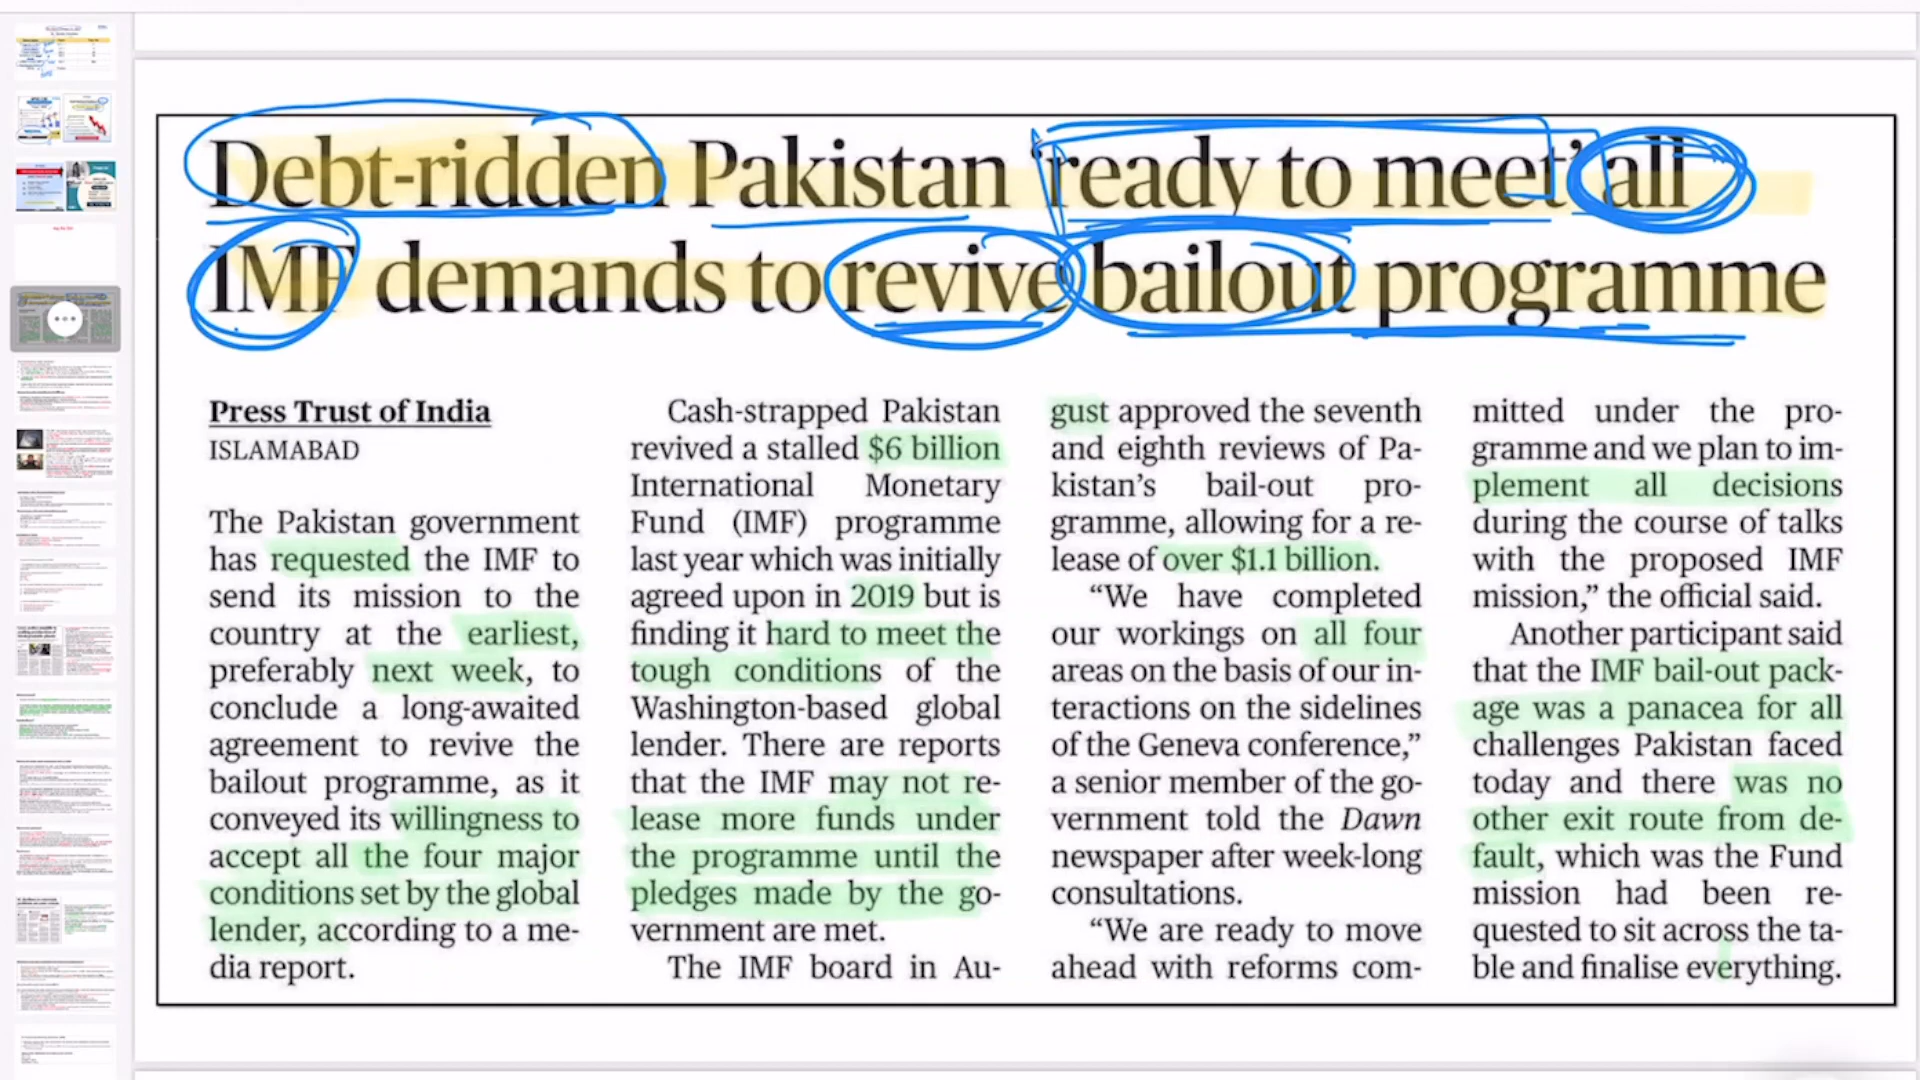 Debt-ridden Pakistan ‘ready to meet’ all
IMF demands to revive bailout programme
Press Trust of India
ISLAMABAD
The Pakistan government
has requested the IMF to
send its mission to the
country at the earliest,
preferably next week, to
conclude a long-awaited
agreement to revive the
bailout programme, as it
conveyed its willingness to
accept all the four major
conditions set by the global
lender, according to a me-
dia report.
Cash-strapped Pakistan
revived a stalled $6 billion
International Monetary
Fund (IMF) programme
last year which was initially
agreed upon in 2019 but is
finding it hard to meet the
tough conditions of the
Washington-based global
lender. There are reports
that the IMF may not re-
lease more funds under
the programme until the
pledges made by the go-
vernment are met.
The IMF board in Au-
gust approved the seventh
and eighth reviews of Pa-
kistan’s bail-out pro-
gramme, allowing for a re-
lease of over $1.1 billion.
“We have completed
our workings on all four
areas on the basis of our in-
teractions on the sidelines
of the Geneva conference,”
a senior member of the go-
vernment told the Dawn
newspaper after week-long
consultations.
“We are ready to move
ahead with reforms com-
mitted under the pro-
gramme and we plan to im-
plement all decisions
during the course of talks
with the proposed IMF
mission,” the official said.
Another participant said
that the IMF bail-out pack-
age was a panacea for all
challenges Pakistan faced
today and there was no
other exit route from de-
fault, which was the Fund
mission had been re-
quested to sit across the ta-
ble and finalise everything.